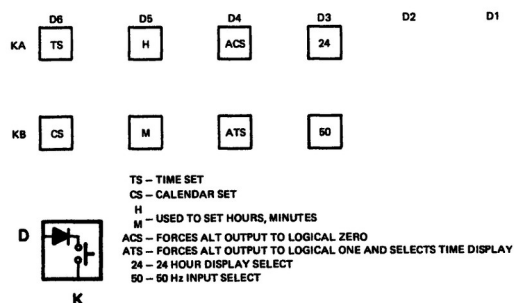 D6 D5 D4 D3 D2 D1
KA TS H ACS 24
KB CS M ATS 50
TS – TIME SET
CS – CALENDAR SET
H
M – USED TO SET HOURS, MINUTES
ACS – FORCES ALT OUTPUT TO LOGICAL ZERO
ATS – FORCES ALT OUTPUT TO LOGICAL ONE AND SELECTS TIME DISPLAY
24 – 24 HOUR DISPLAY SELECT
50 – 50 Hz INPUT SELECT
D
K